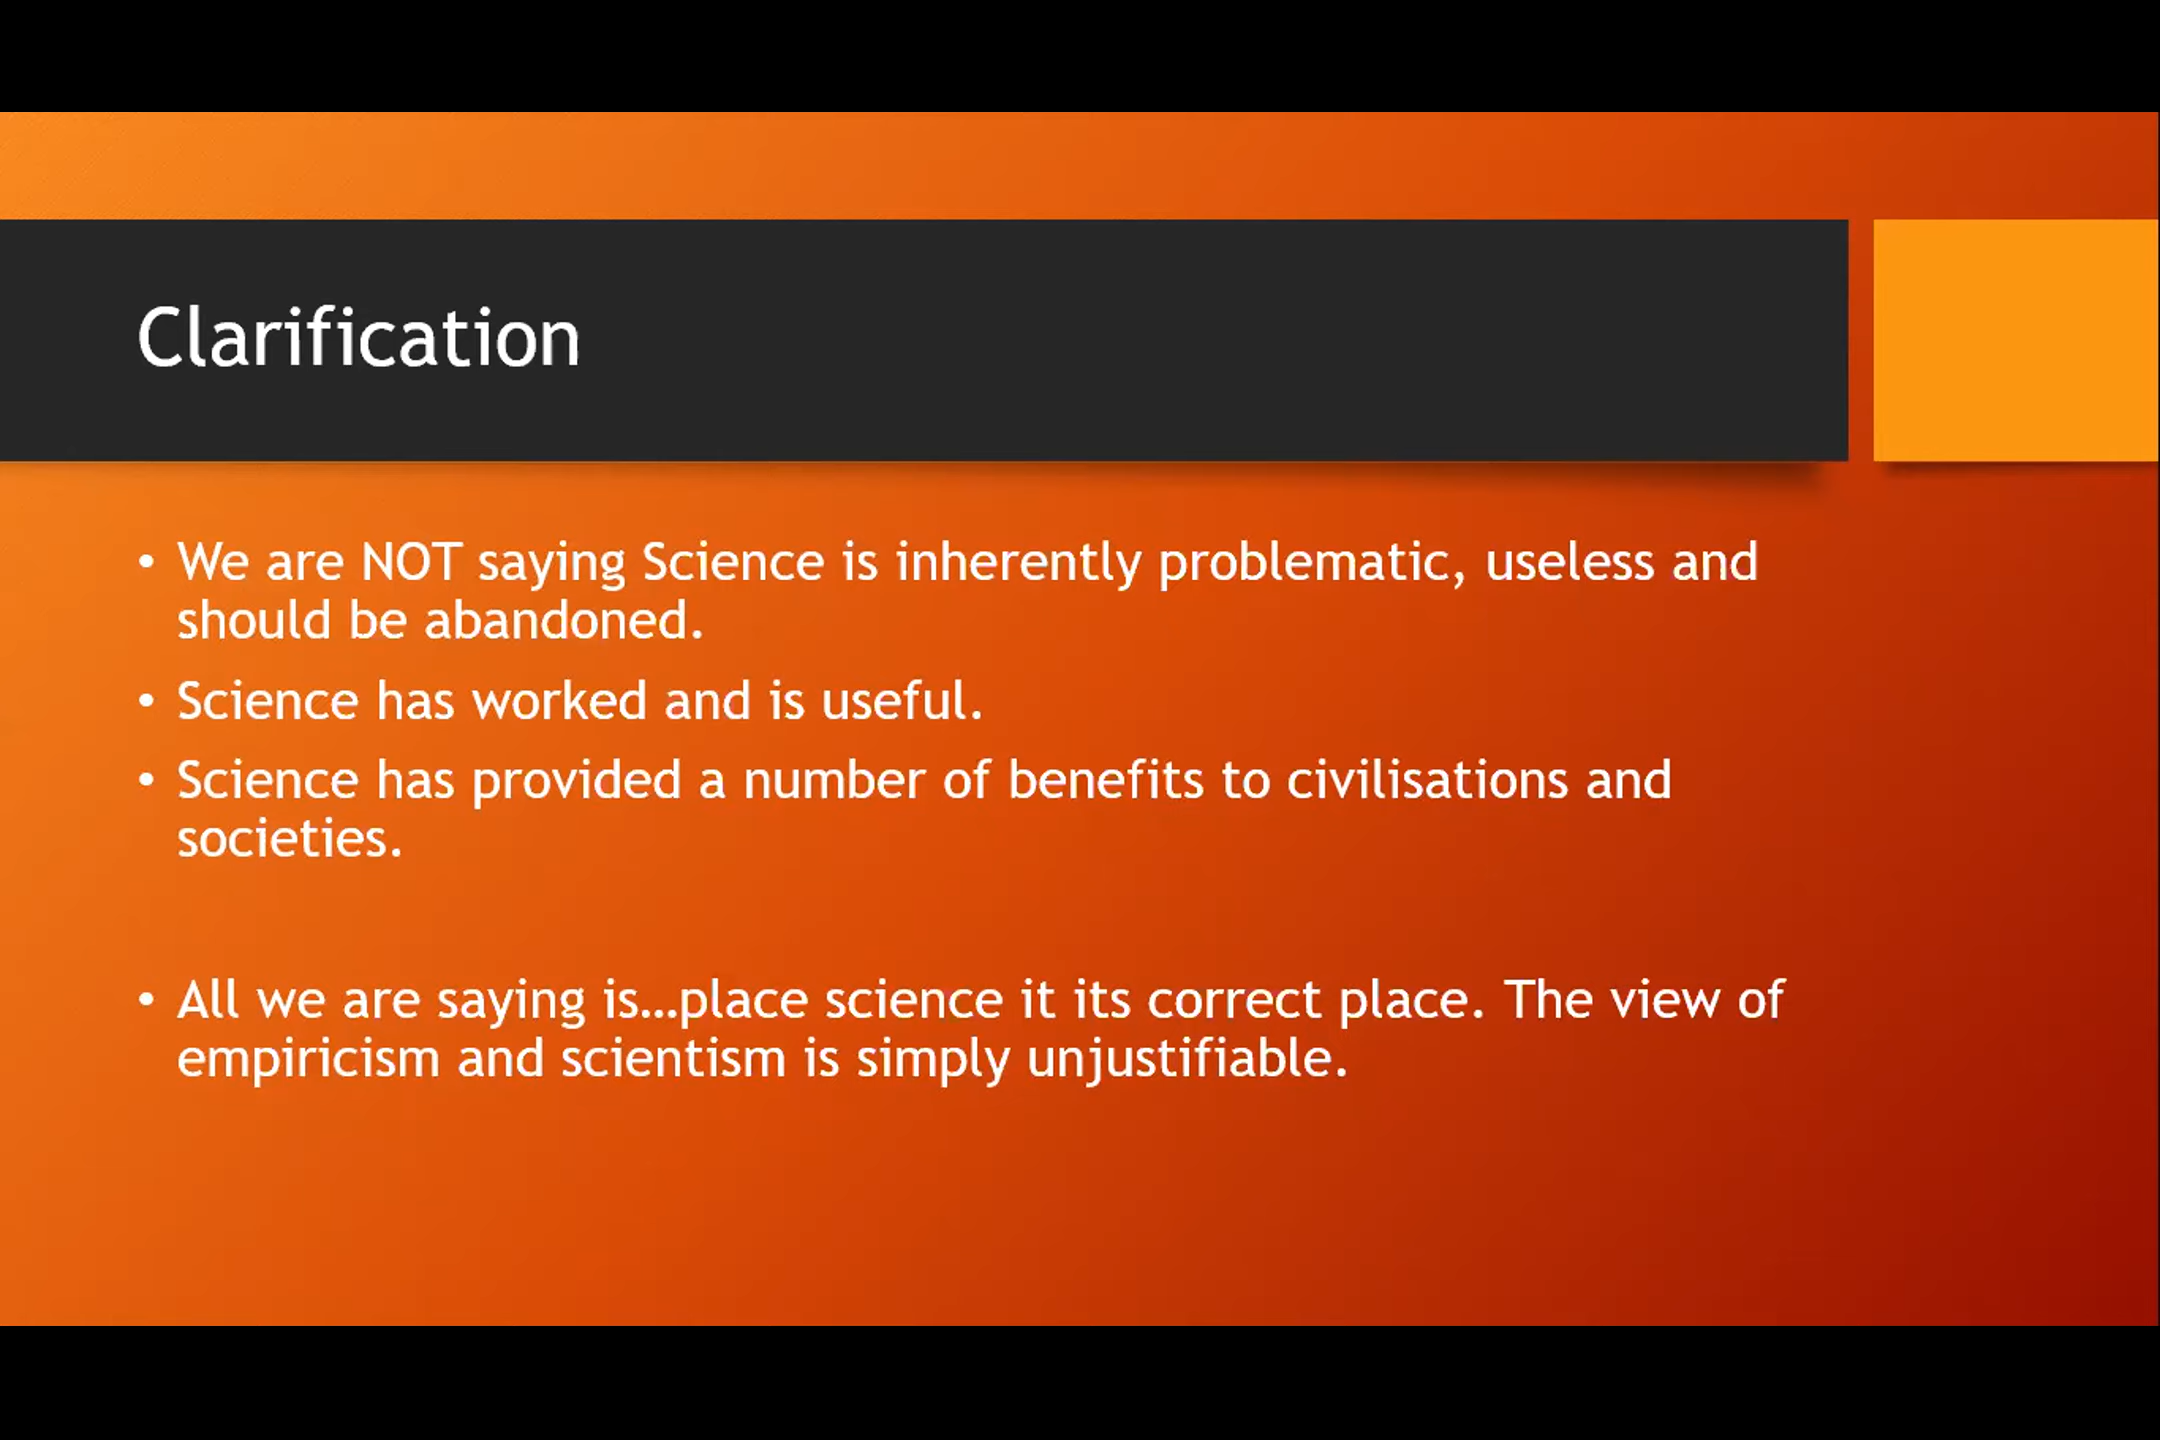 Clarification
• We are NOT saying Science is inherently problematic, useless and
should be abandoned.
• Science has worked and is useful.
• Science has provided a number of benefits to civilisations and
societies.
• All we are saying is...place science it its correct place. The view of
empiricism and scientism is simply unjustifiable.